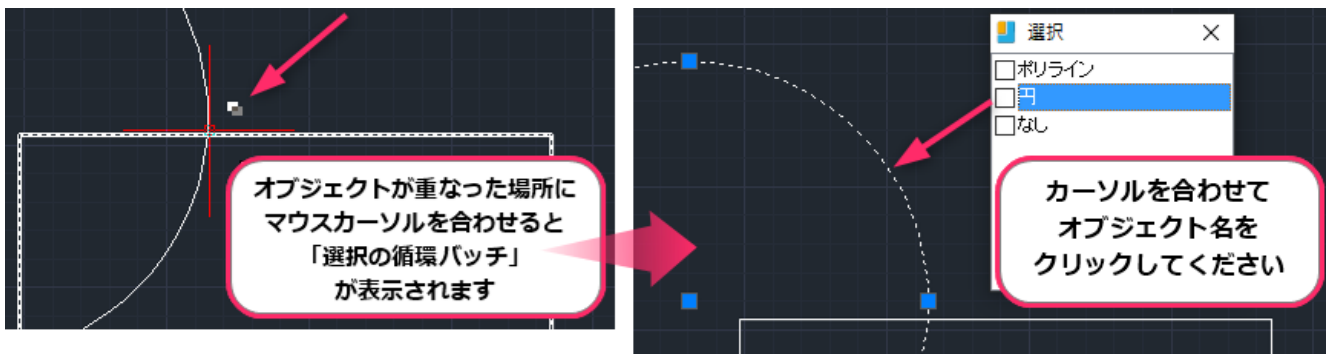 オブジェクトが重なった場所に
マウスカーソルを合わせると
「選択の循環バッチ」
が表示されます
選択
ポリライン
円
なし
カーソルを合わせて
オブジェクト名を
クリックしてください